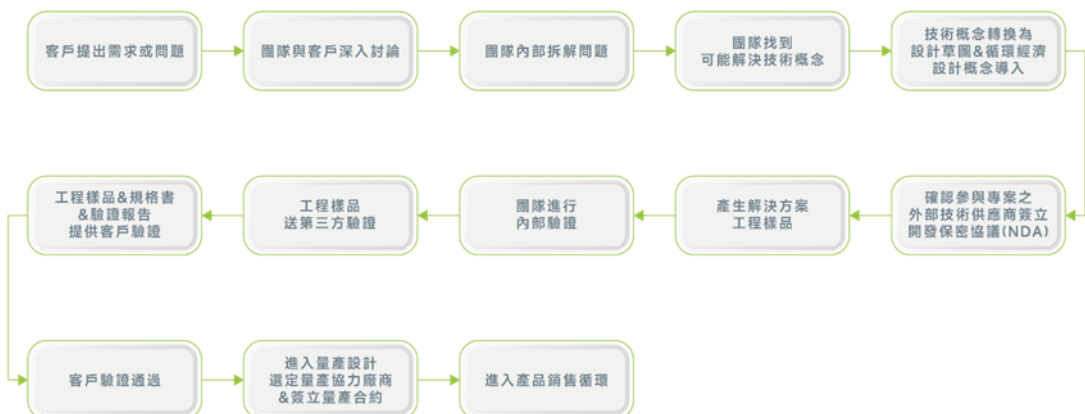 客戶提出需求或問題
團隊與客戶深入討論
團隊內部拆解問題
團隊找到
可能解決技術概念
技術概念轉換為
設計草圖&循環經濟
設計概念導入
確認參與專案之
外部技術供應商簽立
開發保密協議(NDA)
產生解決方案
工程樣品
團隊進行
內部驗證
工程樣品
送第三方驗證
工程樣品&規格書
&驗證報告
提供客戶驗證
客戶驗證通過
進入量產設計
選定量產協力廠商
&簽立量產合約
進入產品銷售循環